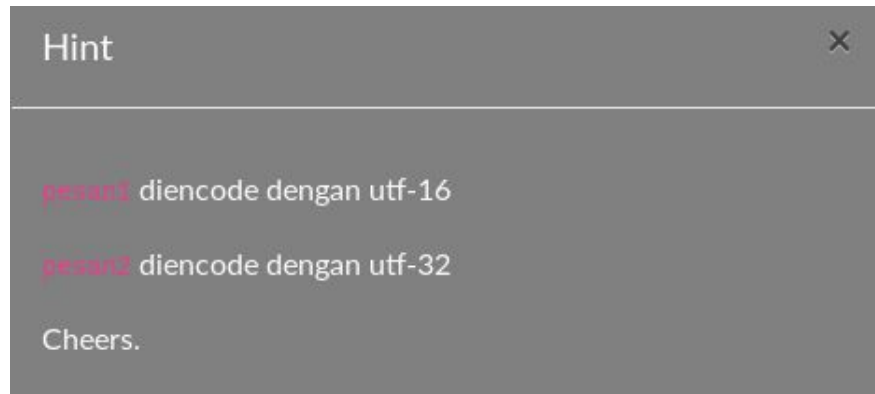 Hint ×
pesan1 diencode dengan utf-16
pesan2 diencode dengan utf-32
Cheers.